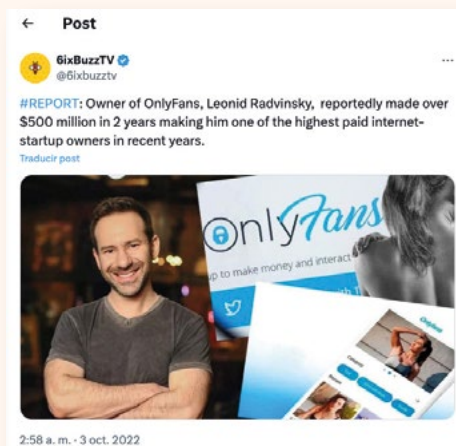 ← Post
6ixBuzzTV
@6ixbuzztv
...
#REPORT: Owner of OnlyFans, Leonid Radvinsky, reportedly made over
$500 million in 2 years making him one of the highest paid internet-
startup owners in recent years.
Traducir post
OnlyFans
up to make money and interact
OnlyFans
2:58 a. m. · 3 oct. 2022